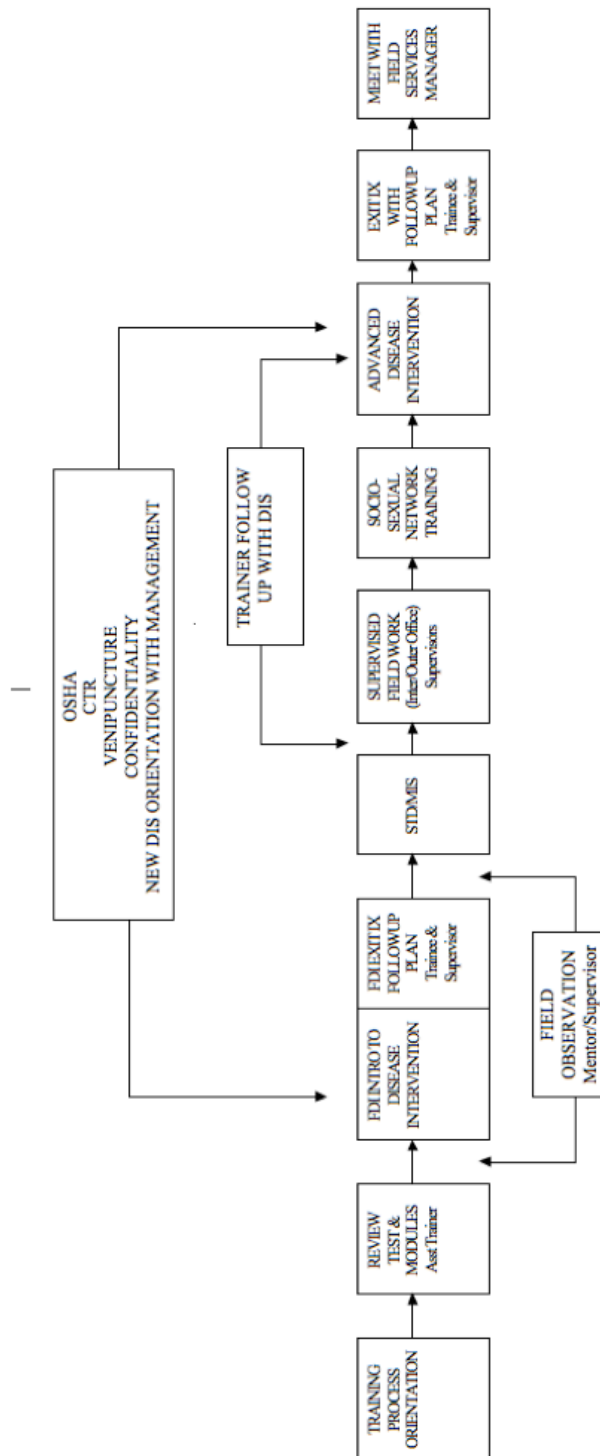 OSHA
CTR
VENIPUNCTURE
CONFIDENTIALITY
NEW DIS ORIENTATION WITH MANAGEMENT
TRAINER FOLLOW
UP WITH DIS
TRAINING
PROCESS
ORIENTATION
REVIEW
TEST &
MODULES
Asst Trainer
FDI INTRO TO
DISEASE
INTERVENTION
FDI EXIT IX
FOLLOWUP
PLAN
Trainee &
Supervisor
STD/MIS
SUPERVISED
FIELD WORK
(Inter/Outer Office)
Supervisors
SOCIO-
SEXUAL
NETWORK
TRAINING
ADVANCED
DISEASE
INTERVENTION
EXIT IX
WITH
FOLLOWUP
PLAN
Trainee &
Supervisor
MEET WITH
FIELD
SERVICES
MANAGER
FIELD
OBSERVATION
Mentor/Supervisor